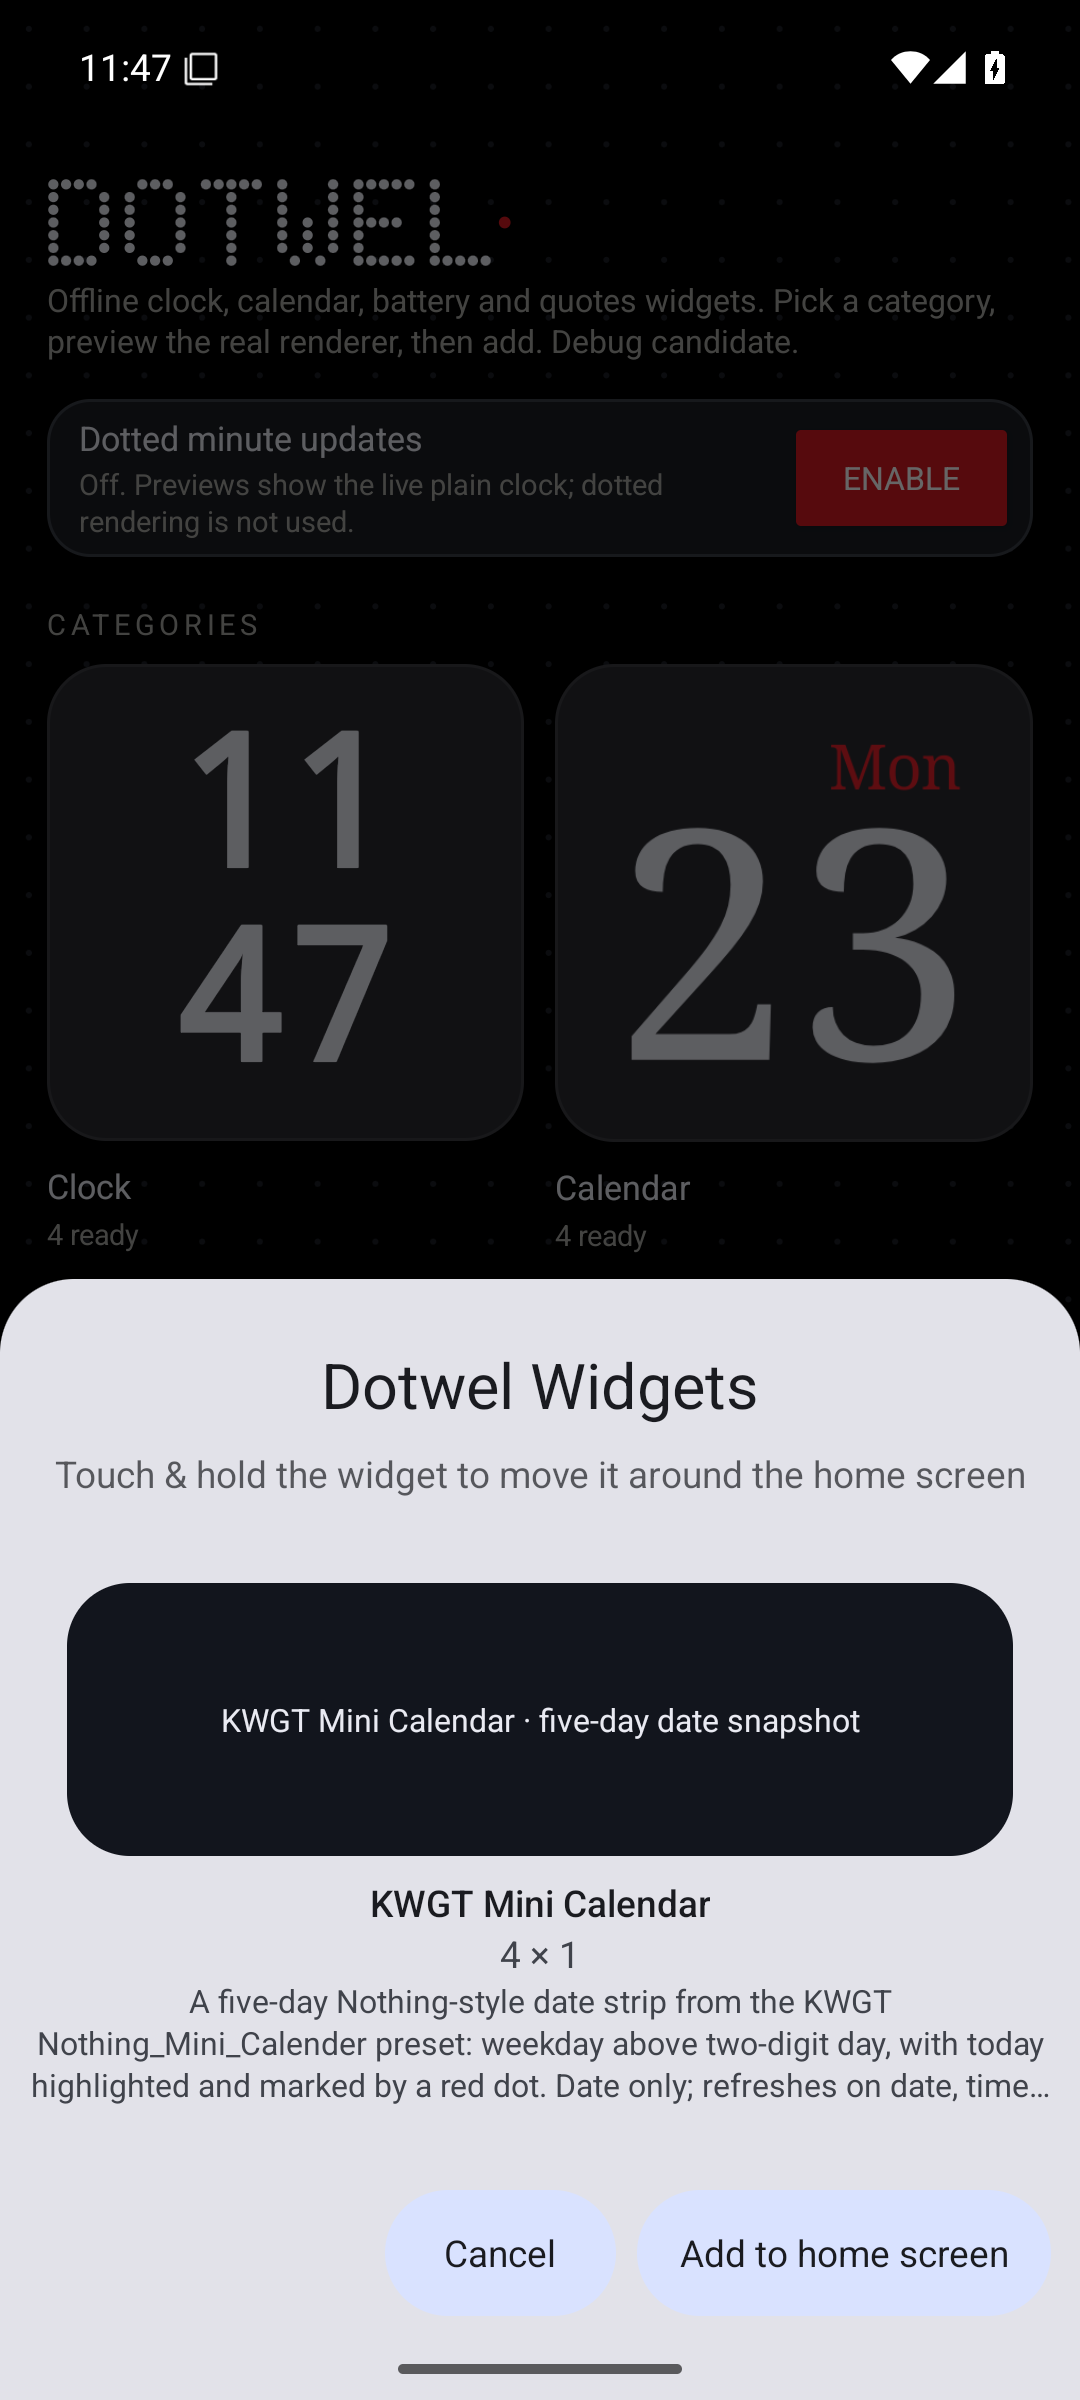 11:47
DOTWEL
Offline clock, calendar, battery and quotes widgets. Pick a category,
preview the real renderer, then add. Debug candidate.
Dotted minute updates
Off. Previews show the live plain clock; dotted
rendering is not used.
ENABLE
CATEGORIES
11
47
Mon
23
Clock
4 ready
Calendar
4 ready
Dotwel Widgets
Touch & hold the widget to move it around the home screen
KWGT Mini Calendar · five-day date snapshot
KWGT Mini Calendar
4 × 1
A five-day Nothing-style date strip from the KWGT
Nothing_Mini_Calender preset: weekday above two-digit day, with today
highlighted and marked by a red dot. Date only; refreshes on date, time…
Cancel
Add to home screen